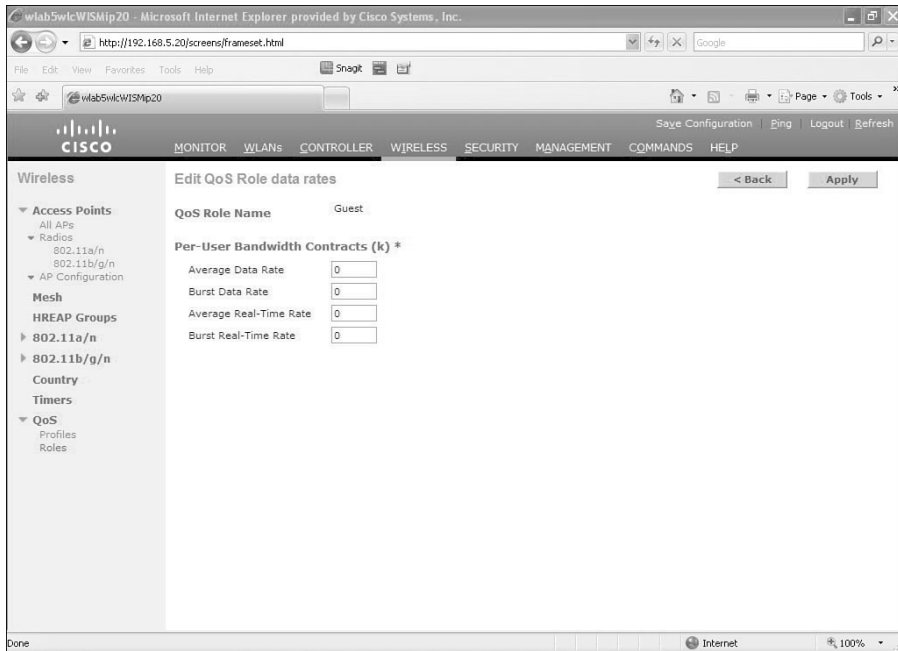 wlab5wlcWISMip20 - Microsoft Internet Explorer provided by Cisco Systems, Inc.
http://192.168.5.20/screens/frameset.html
Google
File Edit View Favorites Tools Help
SnagIt
wlab5wlcWISMip20
Page Tools
Save Configuration | Ping | Logout | Refresh
CISCO
MONITOR WLANs CONTROLLER WIRELESS SECURITY MANAGEMENT COMMANDS HELP
Wireless
Access Points
All APs
Radios
802.11a/n
802.11b/g/n
AP Configuration
Mesh
HREAP Groups
802.11a/n
802.11b/g/n
Country
Timers
QoS
Profiles
Roles
Edit QoS Role data rates
< Back
Apply
QoS Role Name Guest
Per-User Bandwidth Contracts (k) *
Average Data Rate 0
Burst Data Rate 0
Average Real-Time Rate 0
Burst Real-Time Rate 0
Done
Internet
100%